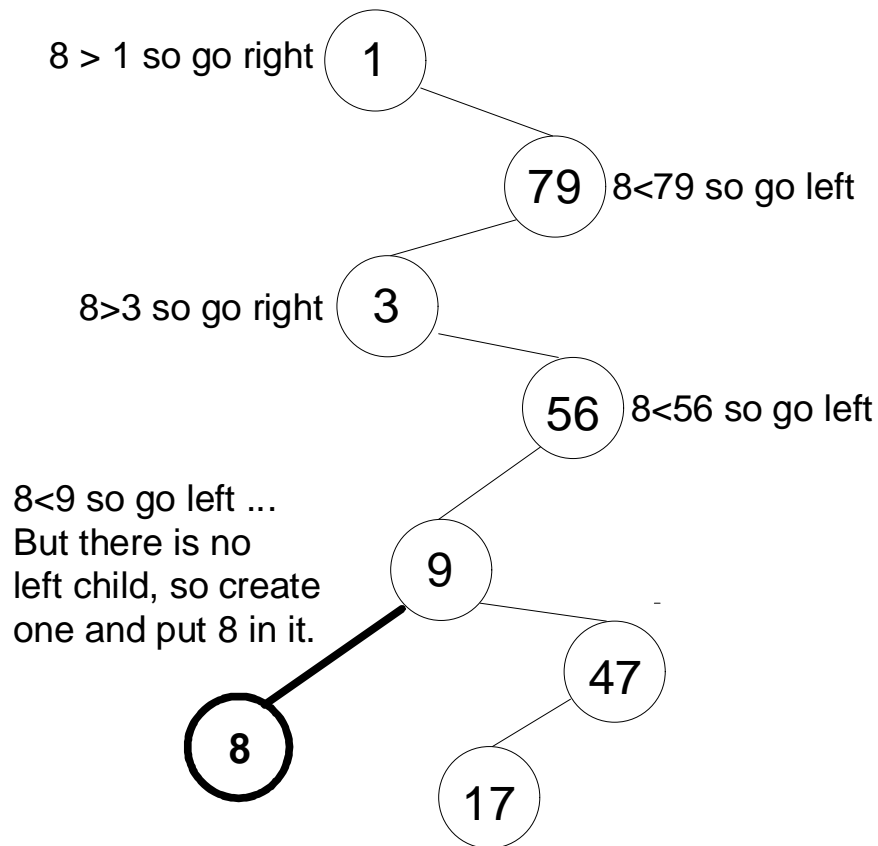 8 > 1 so go right
1
79
8<79 so go left
8>3 so go right
3
56
8<56 so go left
8<9 so go left ...
But there is no
left child, so create
one and put 8 in it.
9
47
8
17